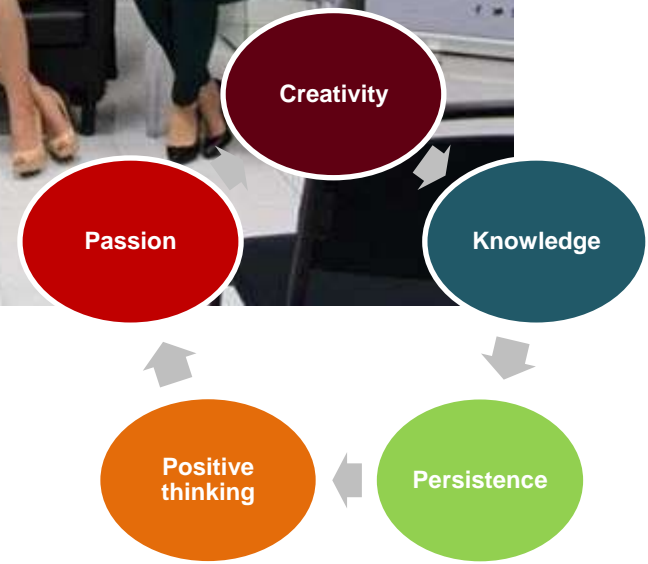 Creativity
Knowledge
Persistence
Positive
thinking
Passion